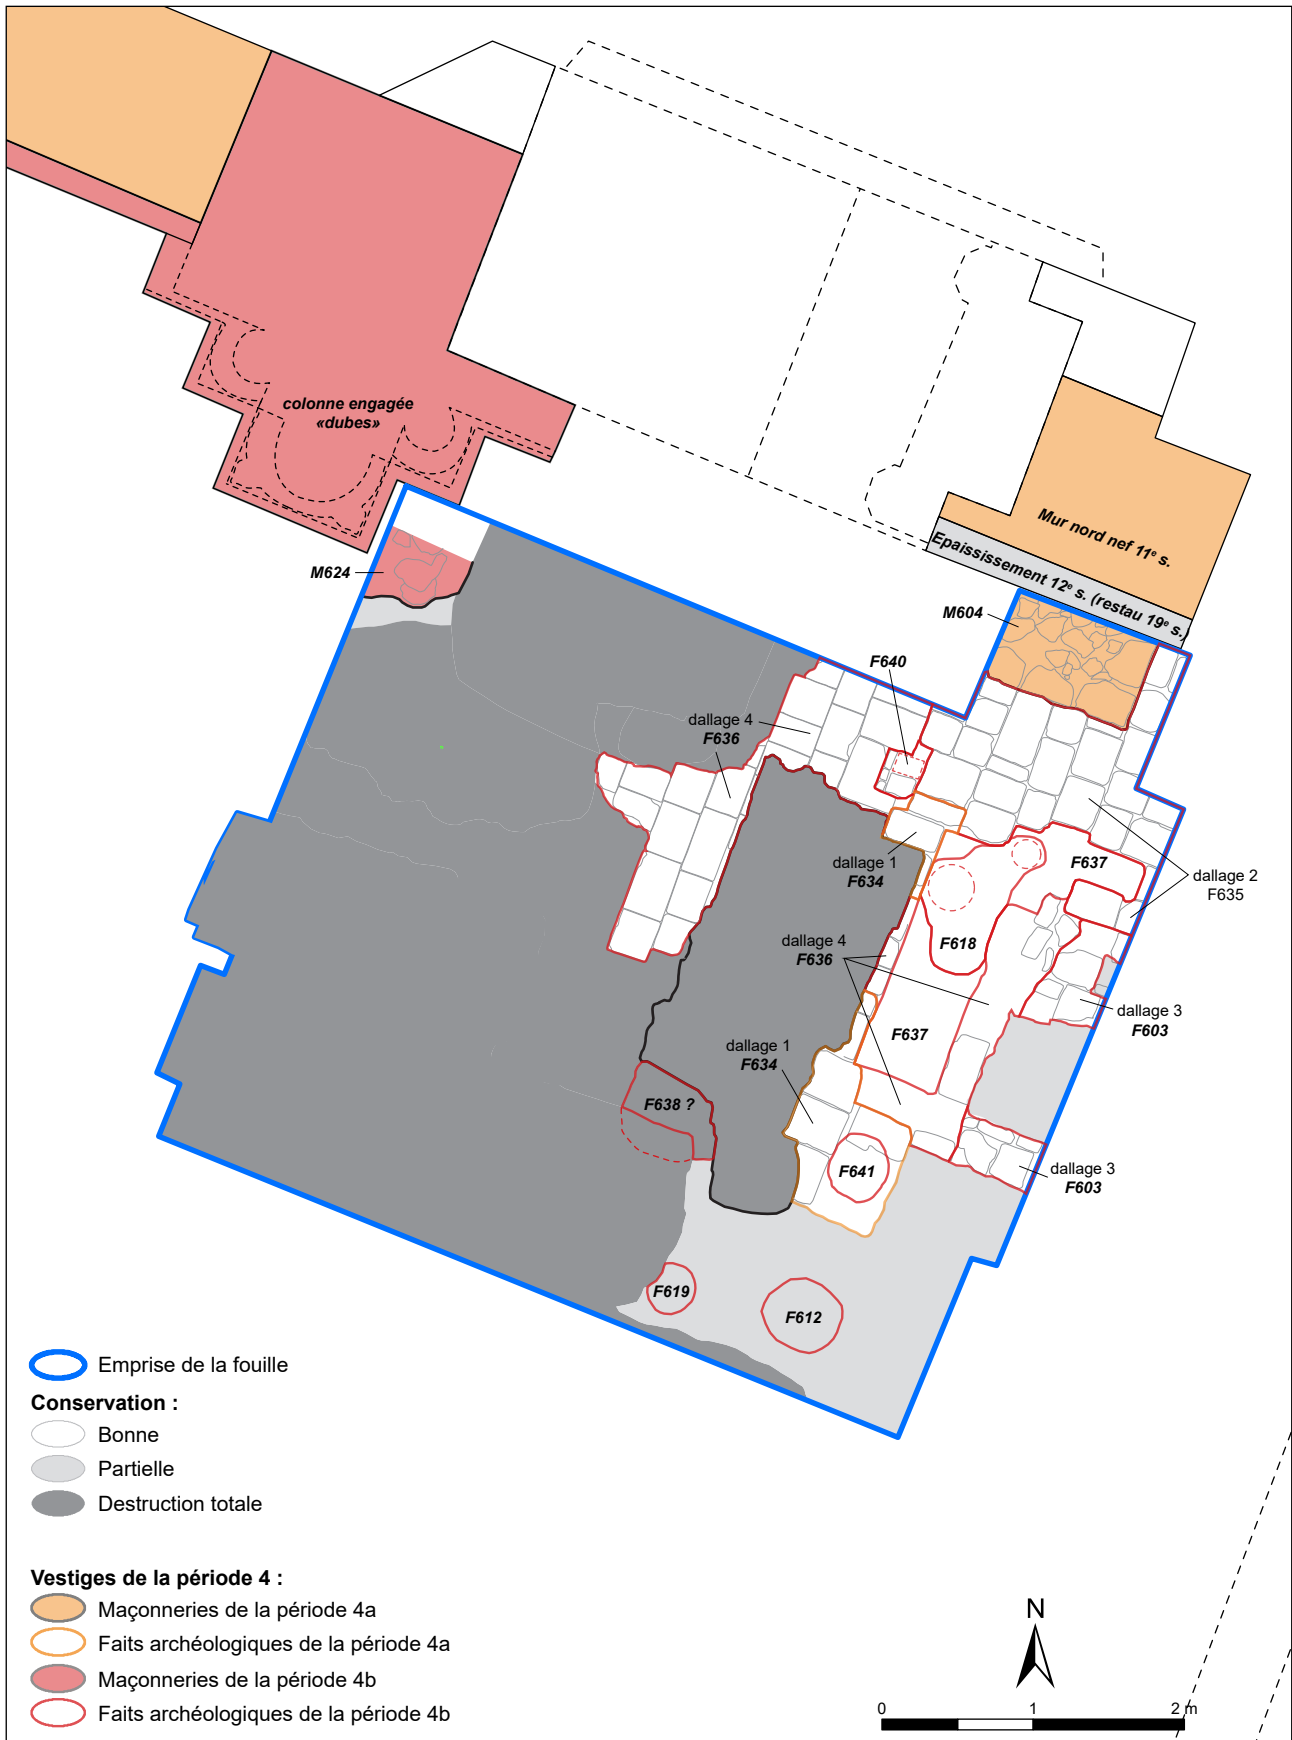 colonne engagée
«dubes»
Mur nord nef 11e s.
Epaississement 12e s. (restau 19e s.)
M624
M604
F640
dallage 4
F636
dallage 1
F634
F637
dallage 2
F635
F618
dallage 4
F636
dallage 3
F603
F637
dallage 1
F634
F638 ?
F641
dallage 3
F603
F619
F612
Emprise de la fouille
Conservation :
Bonne
Partielle
Destruction totale
Vestiges de la période 4 :
Maçonneries de la période 4a
Faits archéologiques de la période 4a
Maçonneries de la période 4b
Faits archéologiques de la période 4b
N
0 1 2 m